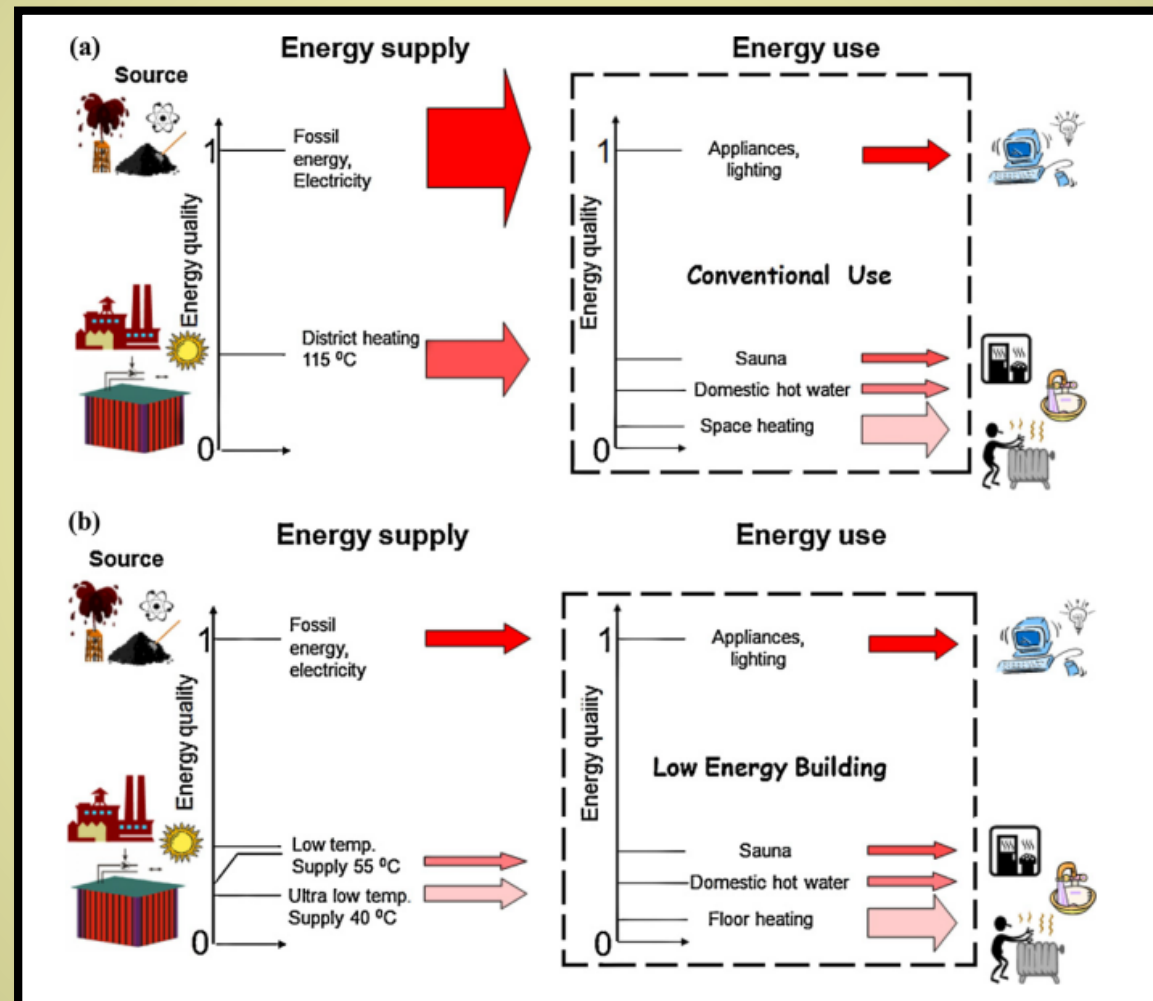 (a)
Energy supply
Energy use
Source
1
Fossil
energy,
Electricity
Energy quality
District heating
115 ⁰C
0
1
Appliances,
lighting
Energy quality
Conventional Use
Sauna
Domestic hot water
Space heating
0
(b)
Energy supply
Energy use
Source
1
Fossil
energy,
electricity
Energy quality
Low temp.
Supply 55 ⁰C
Ultra low temp.
Supply 40 ⁰C
0
1
Appliances,
lighting
Energy quality
Low Energy Building
Sauna
Domestic hot water
Floor heating
0